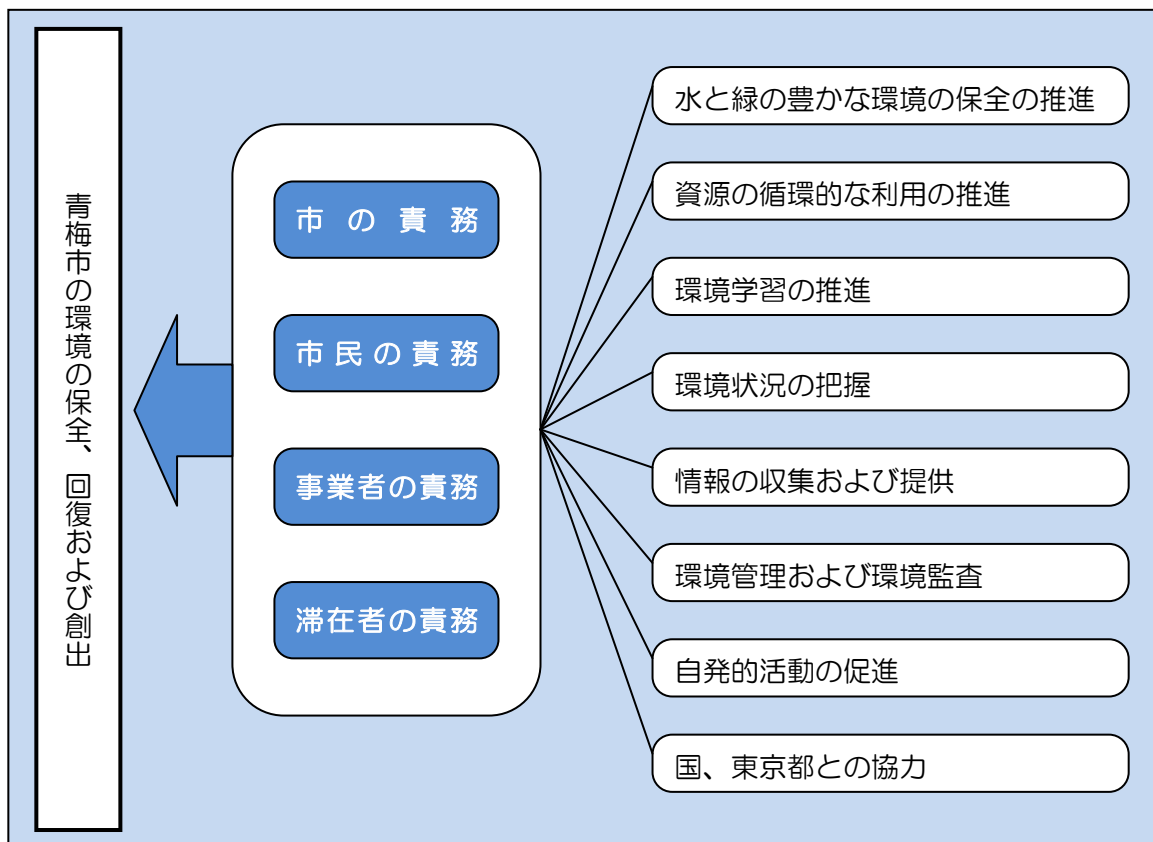 青梅市の環境の保全、回復および創出
市の責務
市民の責務
事業者の責務
滞在者の責務
水と緑の豊かな環境の保全の推進
資源の循環的な利用の推進
環境学習の推進
環境状況の把握
情報の収集および提供
環境管理および環境監査
自発的活動の促進
国、東京都との協力